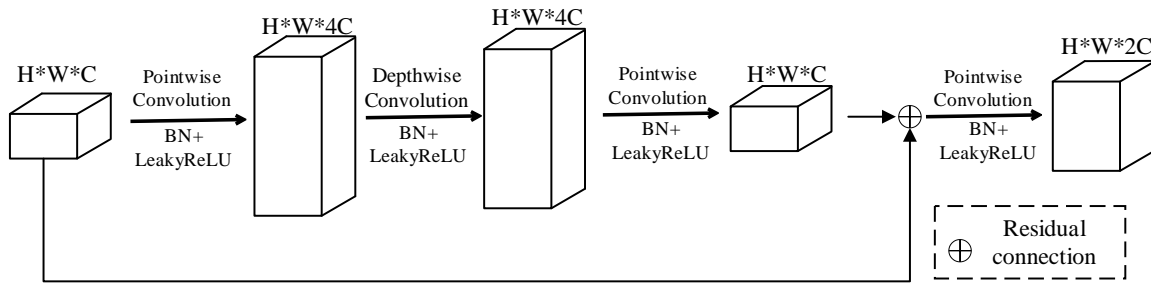 H*W*C
Pointwise
Convolution
BN+
LeakyReLU
H*W*4C
Depthwise
Convolution
BN+
LeakyReLU
H*W*4C
Pointwise
Convolution
BN+
LeakyReLU
H*W*C
Pointwise
Convolution
BN+
LeakyReLU
H*W*2C
Residual
connection